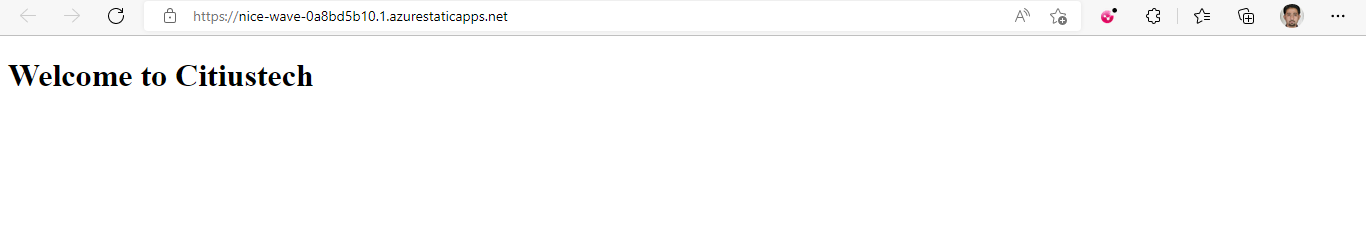 https://nice-wave-0a8bd5b10.1.azurestaticapps.net
Welcome to Citiustech